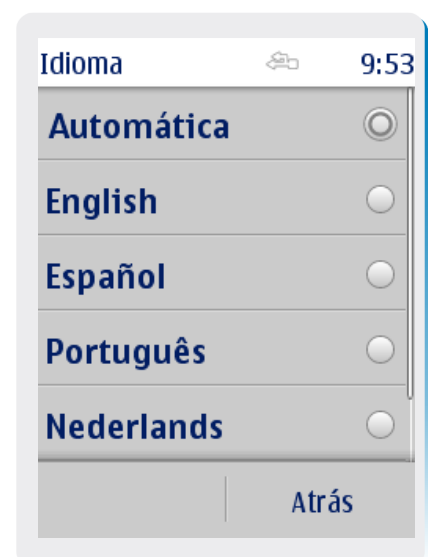 Idioma 9:53
Automática
English
Español
Português
Nederlands
Atrás